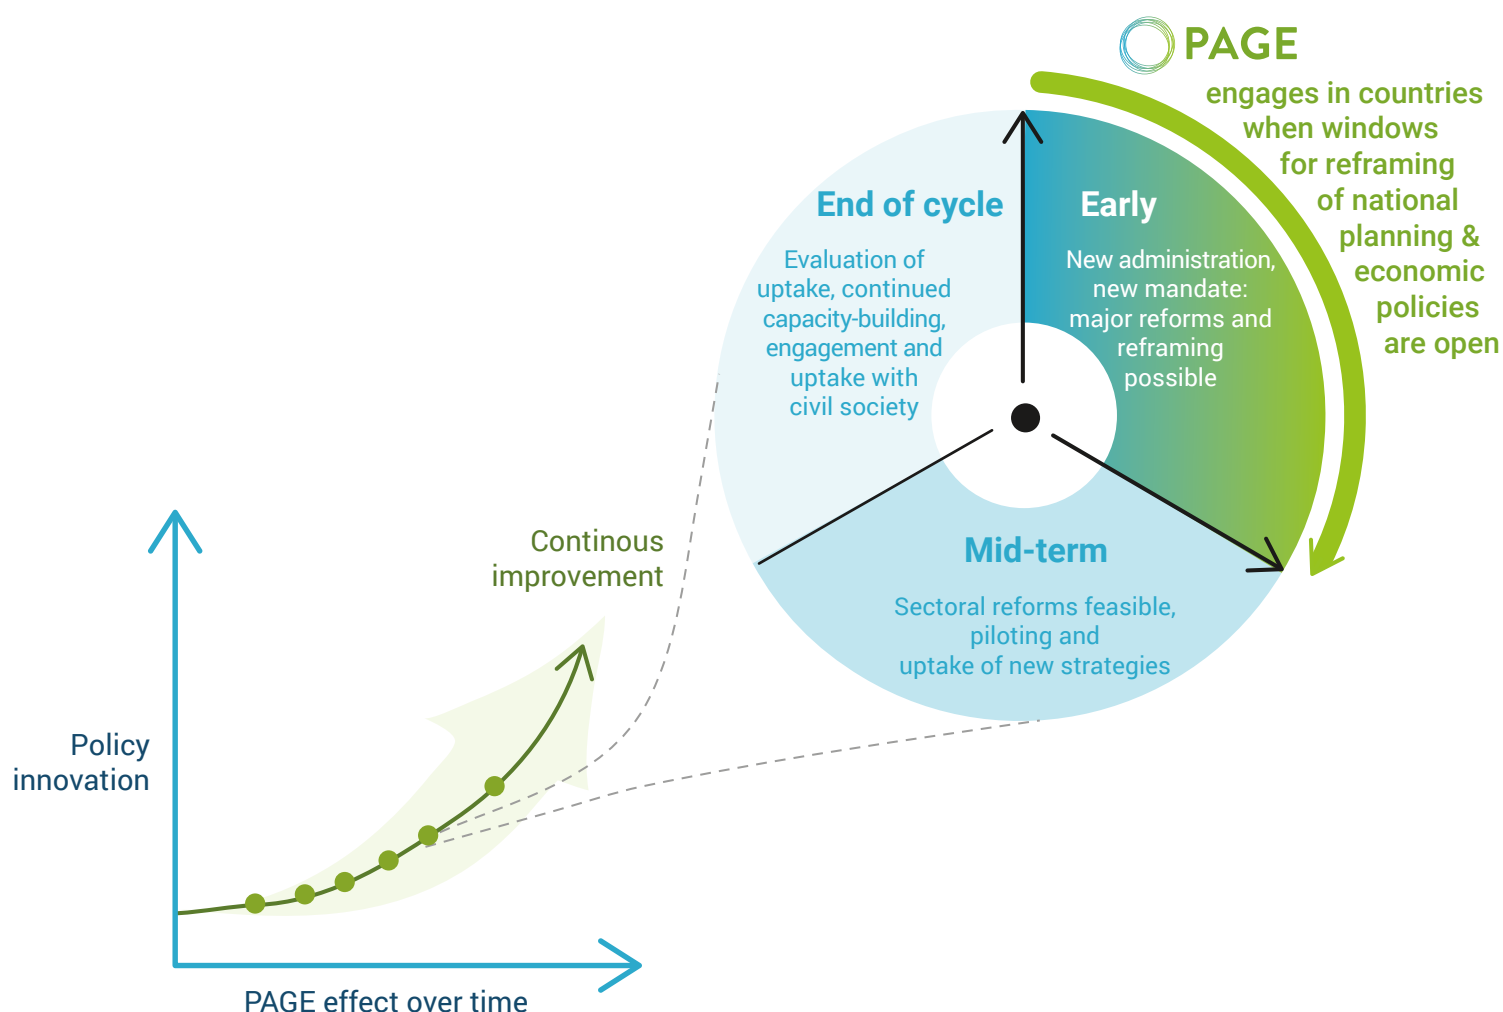 PAGE
engages in countries
when windows
for reframing
of national
planning &
economic
policies
are open
End of cycle
Evaluation of
uptake, continued
capacity-building,
engagement and
uptake with
civil society
Early
New administration,
new mandate:
major reforms and
reframing
possible
Mid-term
Sectoral reforms feasible,
piloting and
uptake of new strategies
Continous
improvement
Policy
innovation
PAGE effect over time